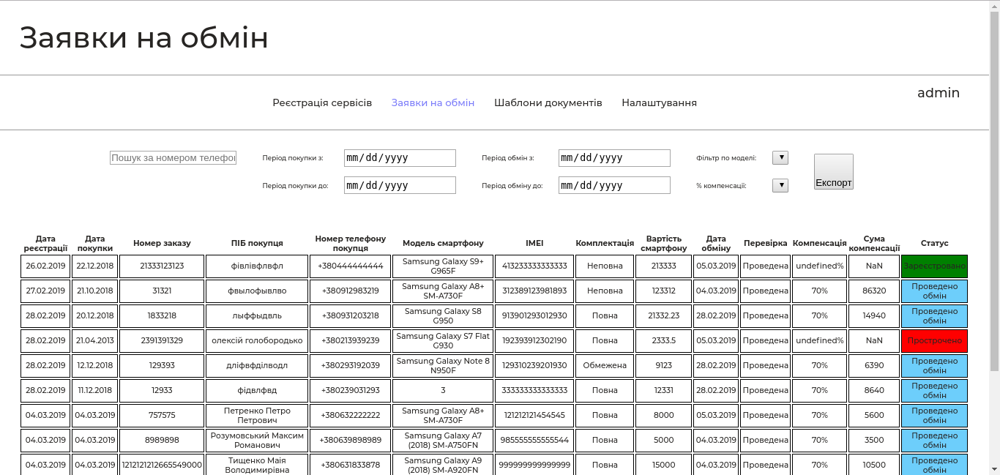 Заявки на обмін
admin
Реєстрація сервісів Заявки на обмін Шаблони документів Налаштування
Пошук за номером телефон Період покупки з: mm/dd/yyyy Період обмін з: mm/dd/yyyy Фільтр по моделі:
Експорт
Період покупки до: mm/dd/yyyy Період обміну до: mm/dd/yyyy % компенсації:
Дата реєстрації Дата покупки Номер заказу ПІБ покупця Номер телефону покупця Модель смартфону IMEI Комплектація Вартість смартфону Дата обміну Перевірка Компенсація Сума компенсації Статус
26.02.2019 22.12.2018 21333123123 фівлівфлвфл +380444444444 Samsung Galaxy S9+ G965F 413233333333333 Неповна 213333 05.03.2019 Проведена undefined% NaN Зареєстровано
27.02.2019 21.10.2018 31321 фвылофывлво +380912983219 Samsung Galaxy A8+ SM-A730F 312389123981893 Неповна 123312 04.03.2019 Проведена 70% 86320 Проведено обмін
28.02.2019 20.12.2018 1833218 лыффыдвль +380931203218 Samsung Galaxy S8 G950 913901293012930 Повна 21332.23 28.02.2019 Проведена 70% 14940 Проведено обмін
28.02.2019 21.04.2013 2391391329 олексій голобородько +380213939239 Samsung Galaxy S7 Flat G930 192393912302190 Повна 2333.5 05.03.2019 Проведена undefined% NaN Прострочено
28.02.2019 12.12.2018 129393 дліфвфділводл +380293192039 Samsung Galaxy Note 8 N950F 129310239201930 Обмежена 9123 28.02.2019 Проведена 70% 6390 Проведено обмін
28.02.2019 11.12.2018 12933 фідвлфвд +380239031293 3 333333333333333 Повна 12331 28.02.2019 Проведена 70% 8640 Проведено обмін
04.03.2019 04.03.2019 757575 Петренко Петро Петрович +380632222222 Samsung Galaxy A8+ SM-A730F 121212121454545 Повна 8000 05.03.2019 Проведена 70% 5600 Проведено обмін
04.03.2019 04.03.2019 8989898 Розумовський Максим Романович +380639898989 Samsung Galaxy A7 (2018) SM-A750FN 985555555555544 Повна 5000 04.03.2019 Проведена 70% 3500 Проведено обмін
04.03.2019 04.03.2019 1212121212665549000 Тищенко Маія Володимирівна +380631833878 Samsung Galaxy A9 (2018) SM-A920FN 999999999999999 Повна 15000 04.03.2019 Проведена 70% 10500 Проведено обмін